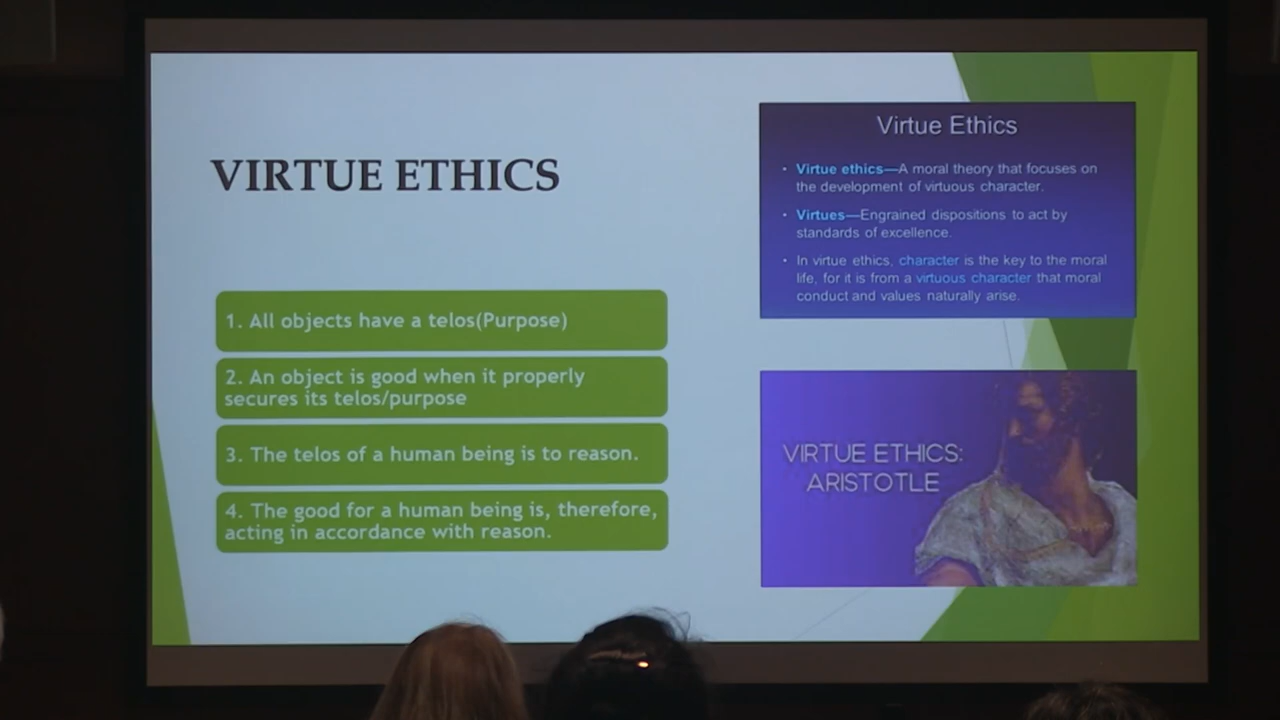 VIRTUE ETHICS
1. All objects have a telos(Purpose)
2. An object is good when it properly
secures its telos/purpose
3. The telos of a human being is to reason.
4. The good for a human being is, therefore,
acting in accordance with reason.
Virtue Ethics
• Virtue ethics—A moral theory that focuses on
the development of virtuous character.
• Virtues—Engrained dispositions to act by
standards of excellence.
• In virtue ethics, character is the key to the moral
life, for it is from a virtuous character that moral
conduct and values naturally arise.
VIRTUE ETHICS:
ARISTOTLE